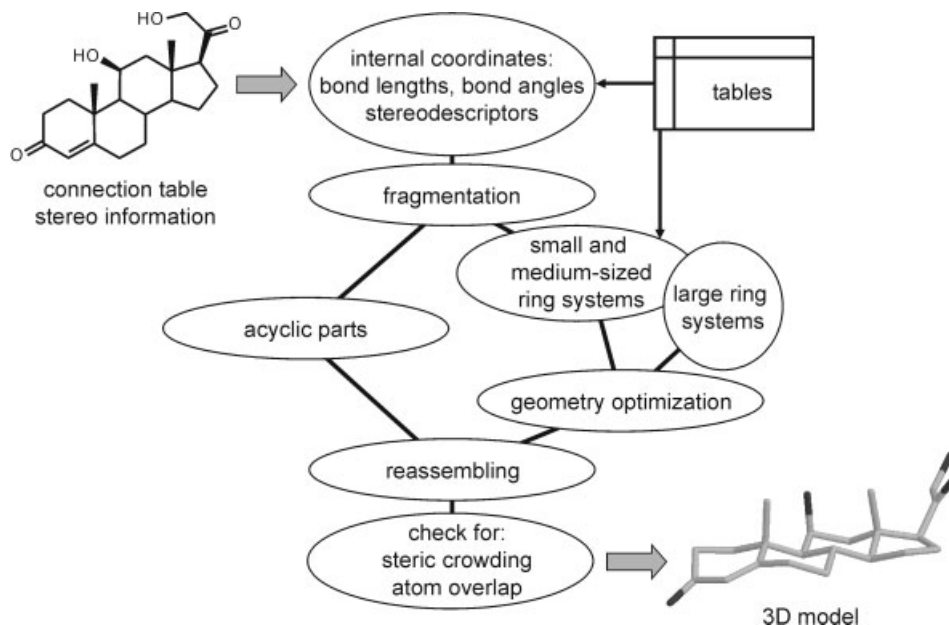 HO
O
HO
O
connection table
stereo information
internal coordinates:
bond lengths, bond angles
stereodescriptors
tables
fragmentation
small and
medium-sized
ring systems
large ring
systems
acyclic parts
geometry optimization
reassembling
check for:
steric crowding
atom overlap
3D model